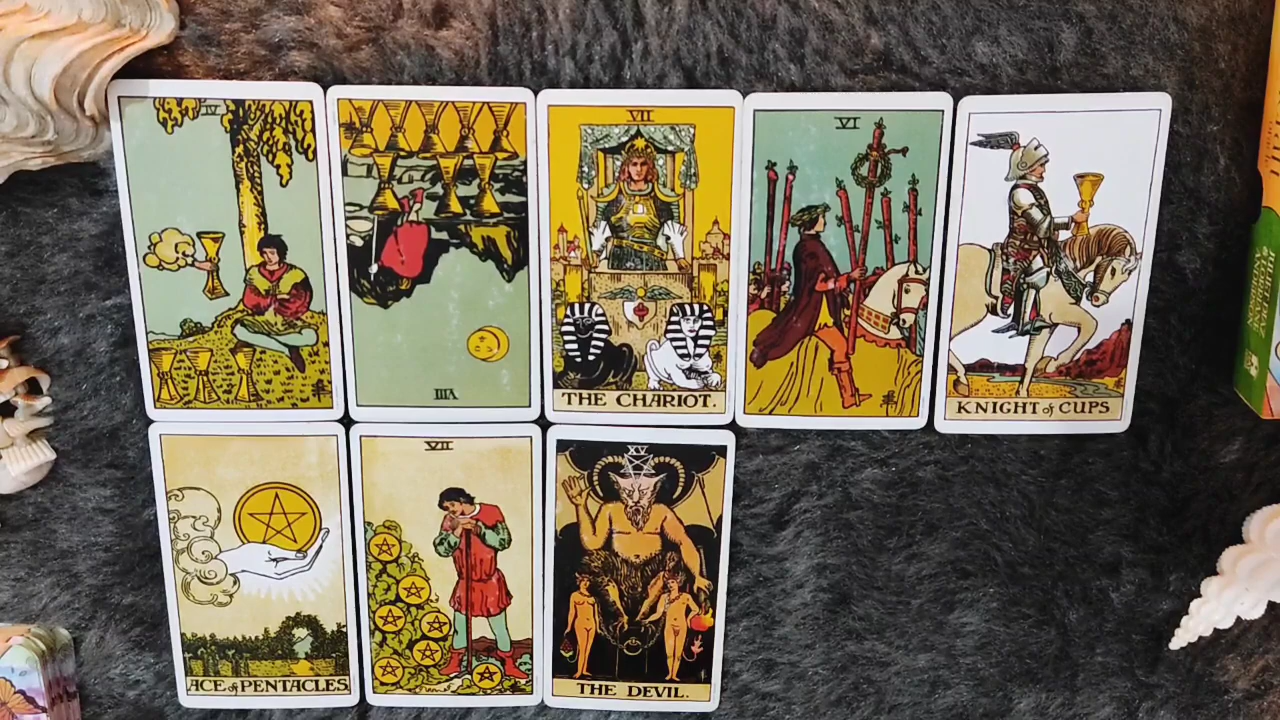 IV
VIII
VII
THE CHARIOT.
VI
KNIGHT of CUPS
ACE of PENTACLES
VII
XV
THE DEVIL.